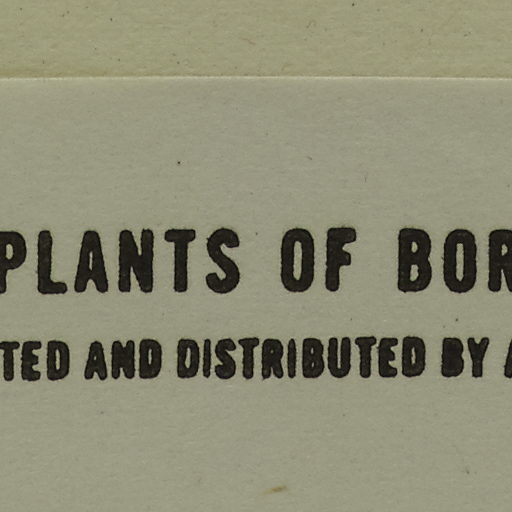 PLANTS OF BOR
TED AND DISTRIBUTED BY A